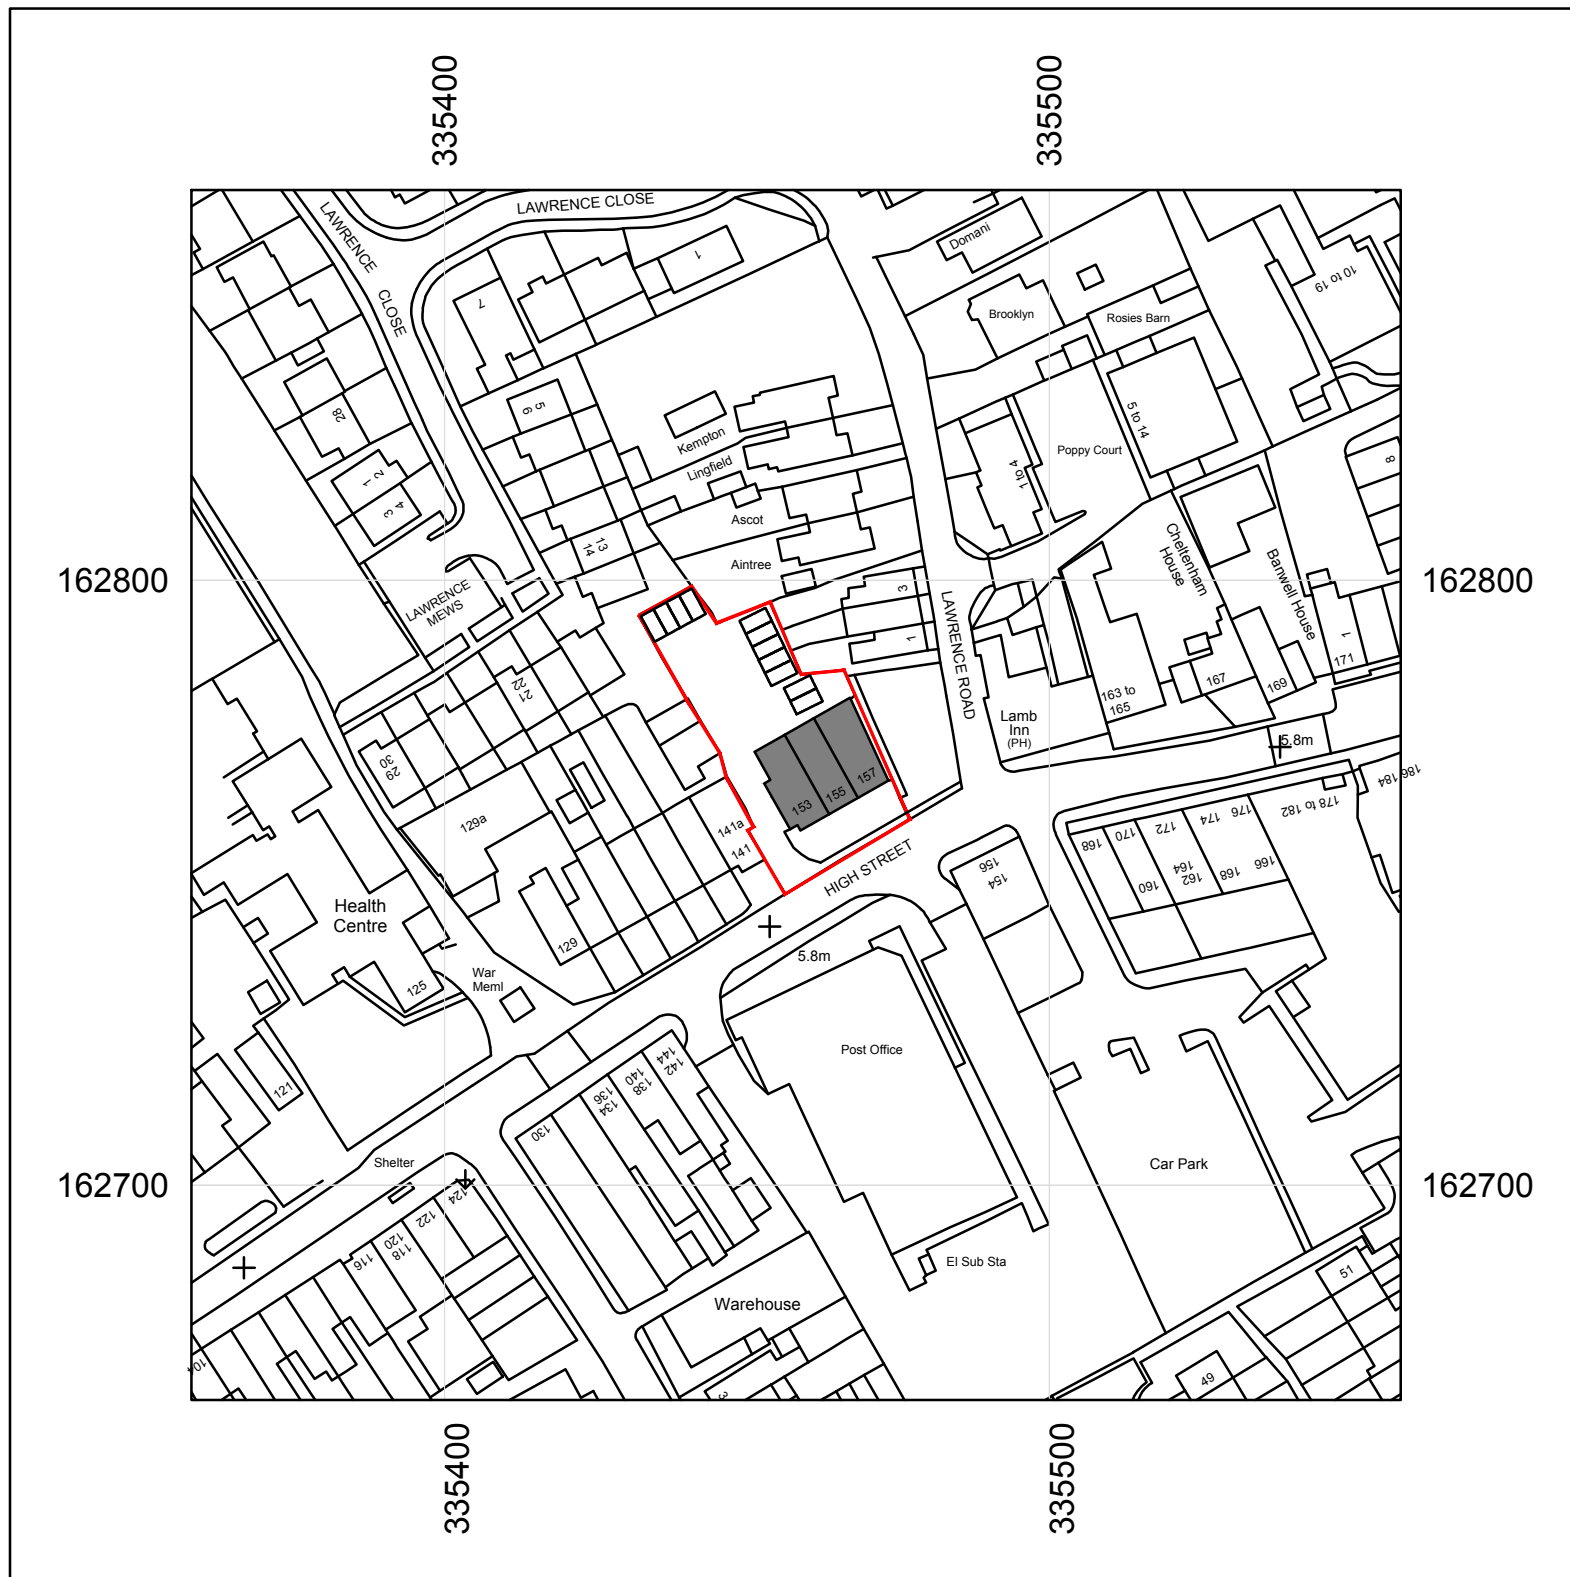 335400
335500
LAWRENCE CLOSE
LAWRENCE
CLOSE
1
7
Domani
Brooklyn
Rosies Barn
10 to 19
28
5
6
Kempton
Lingfield
5 to 14
Poppy Court
1 to 4
8
1
2
3
4
Ascot
Aintree
13
14
Cheltenham
House
Banwell House
162800
162800
LAWRENCE
MEWS
3
1
LAWRENCE ROAD
1
171
21
22
163 to
165
167
169
Lamb
Inn
(PH)
5.8m
29
30
153
155
157
186
184
178 to 182
176
174
172
170
168
129a
141a
141
HIGH STREET
156
154
160
162
164
168
166
Health
Centre
129
5.8m
125
War
Meml
Post Office
121
144
142
140
138
136
134
130
Shelter
Car Park
162700
162700
124
122
120
118
116
El Sub Sta
51
Warehouse
104
3
49
335400
335500